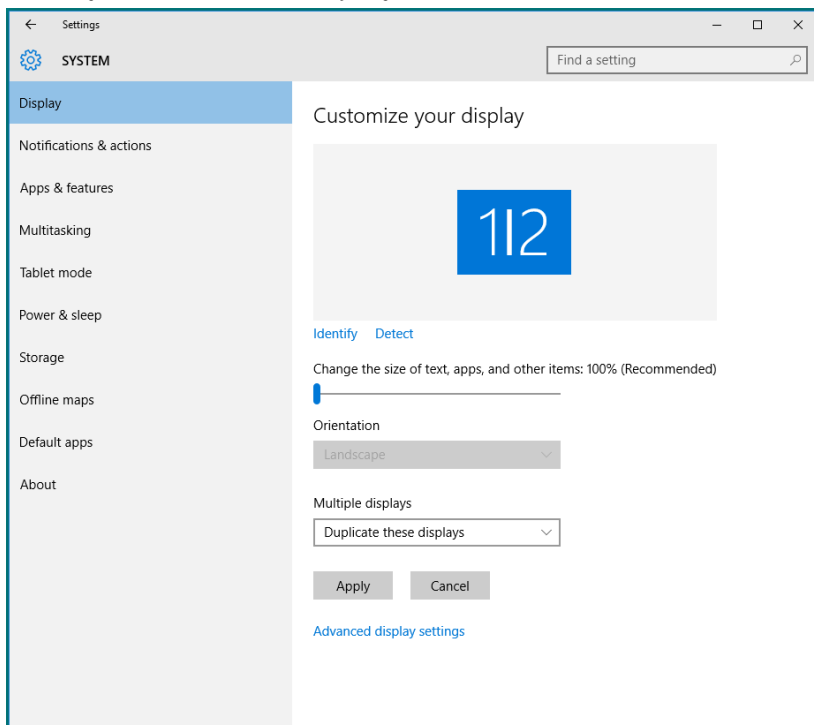 Settings
SYSTEM
Find a setting
Display
Notifications & actions
Apps & features
Multitasking
Tablet mode
Power & sleep
Storage
Offline maps
Default apps
About
Customize your display
1|2
Identify Detect
Change the size of text, apps, and other items: 100% (Recommended)
Orientation
Landscape
Multiple displays
Duplicate these displays
Apply Cancel
Advanced display settings